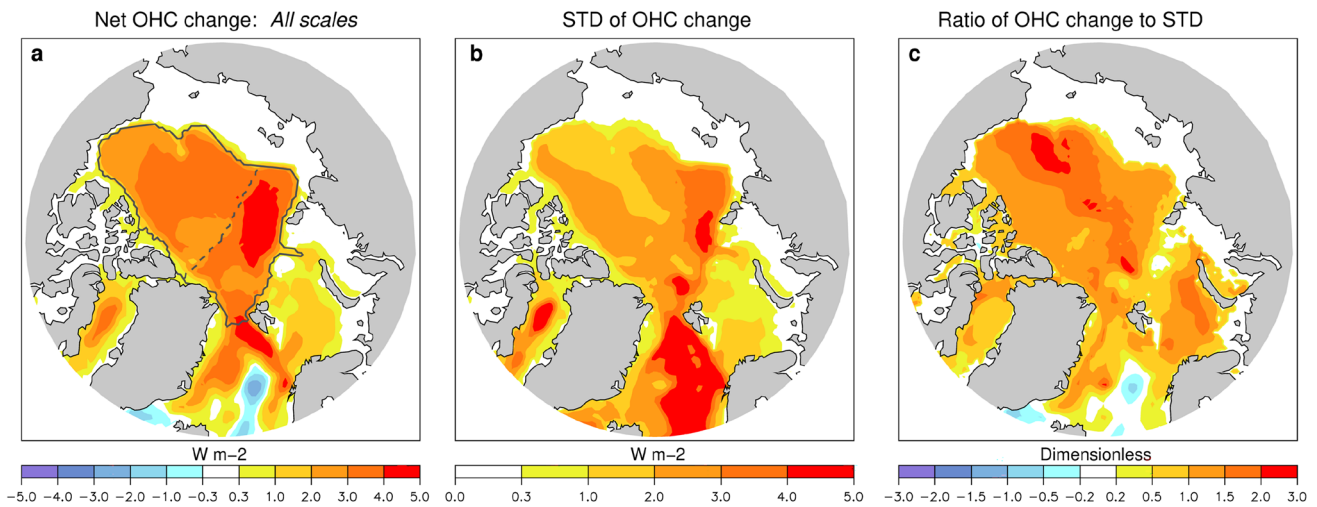 Net OHC change: All scales
STD of OHC change
Ratio of OHC change to STD
a
b
c
W m−2
W m−2
Dimensionless
−5.0 −4.0 −3.0 −2.0 −1.0 −0.3 0.3 1.0 2.0 3.0 4.0 5.0
0.0 0.3 1.0 2.0 3.0 4.0 5.0
−3.0 −2.0 −1.0 −0.5 −0.2 0.2 0.5 1.0 1.5 2.0 3.0